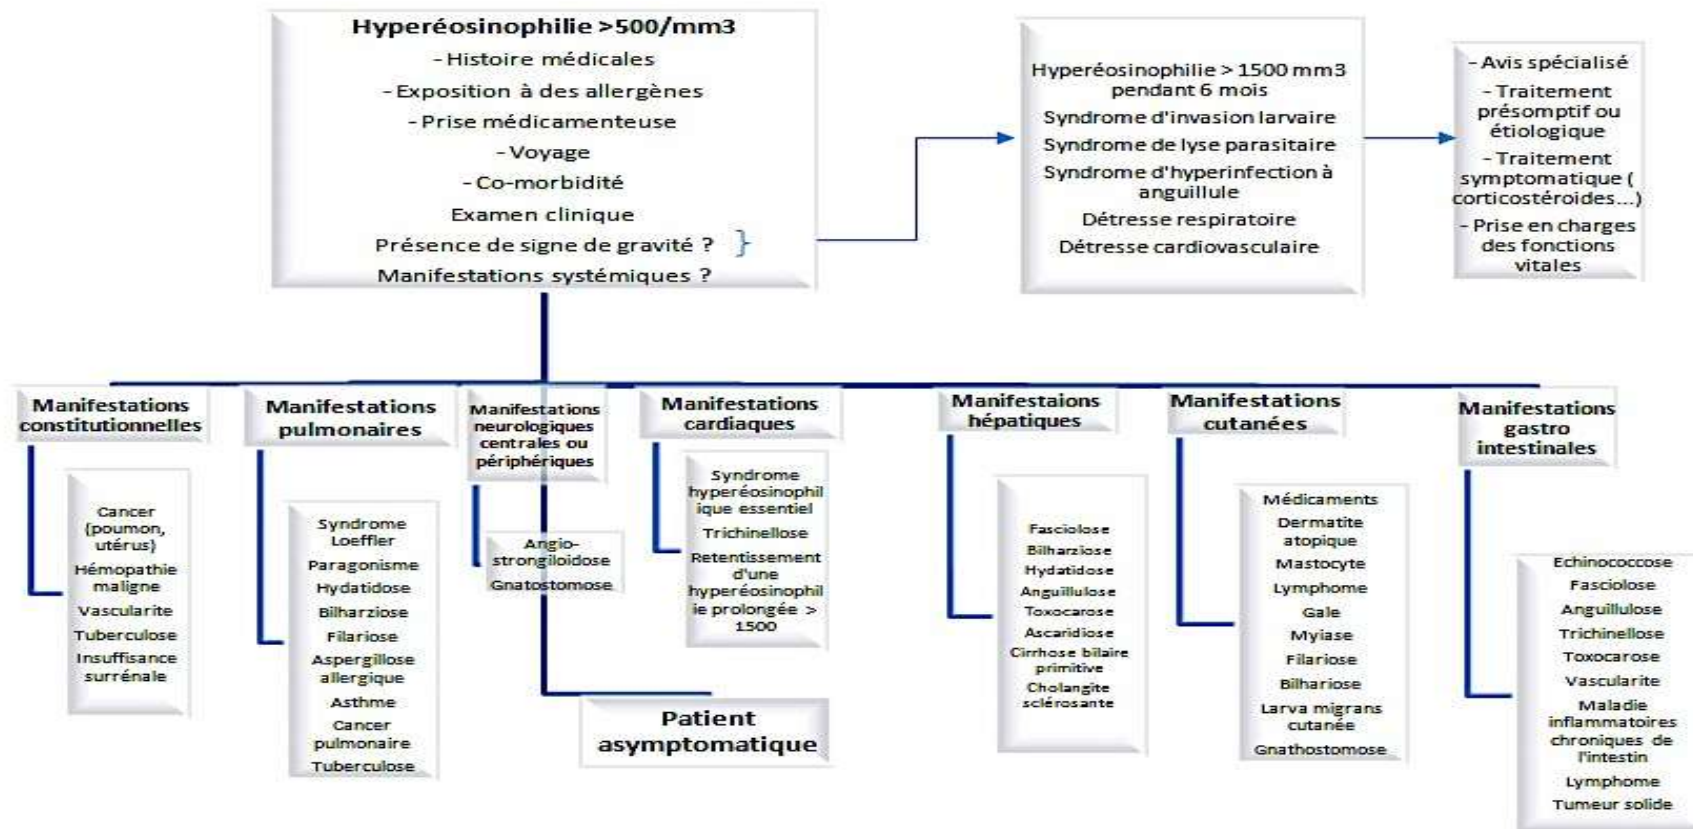 Hyperéosinophilie >500/mm3
- Histoire médicales
- Exposition à des allergènes
- Prise médicamenteuse
- Voyage
- Co-morbidité
Examen clinique
Présence de signe de gravité ? }
Manifestations systémiques ?
Hyperéosinophilie > 1500 mm3
pendant 6 mois
Syndrome d'invasion larvaire
Syndrome de lyse parasitaire
Syndrome d'hyperinfection à
anguillule
Détresse respiratoire
Détresse cardiovasculaire
- Avis spécialisé
- Traitement
présomptif ou
étiologique
- Traitement
symptomatique (
corticostéroides...)
- Prise en charges
des fonctions
vitales
Manifestations
constitutionnelles
Cancer
(poumon,
utérus)
Hémopathie
maligne
Vascularite
Tuberculose
Insuffisance
surrénale
Manifestations
pulmonaires
Syndrome
Loeffler
Paragonisme
Hydatidose
Bilharziose
Filariose
Aspergillose
allergique
Asthme
Cancer
pulmonaire
Tuberculose
Manifestations
neurologiques
centrales ou
périphériques
Angio-
strongiloidose
Gnatostomose
Manifestations
cardiaques
Syndrome
hyperéosinophil
ique essentiel
Trichinellose
Retentissement
d'une
hyperéosinophil
ie prolongée >
1500
Manifestaions
hépatiques
Fasciolose
Bilharziose
Hydatidose
Anguillulose
Toxocarose
Ascaridiose
Cirrhose bilaire
primitive
Cholangite
sclérosante
Manifestations
cutanées
Médicaments
Dermatite
atopique
Mastocyte
Lymphome
Gale
Myiase
Filariose
Bilhariose
Larva migrans
cutanée
Gnathostomose
Manifestations
gastro
intestinales
Echinococcose
Fasciolose
Anguillulose
Trichinellose
Toxocarose
Vascularite
Maladie
inflammatoires
chroniques de
l'intestin
Lymphome
Tumeur solide
Patient
asymptomatique